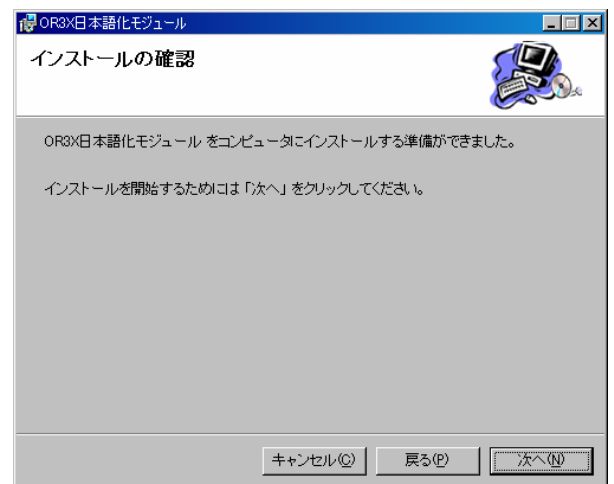 OR3X日本語化モジュール
インストールの確認
OR3X日本語化モジュール をコンピュータにインストールする準備ができました。
インストールを開始するためには「次へ」をクリックしてください。
キャンセル(C) 戻る(P) 次へ(N)